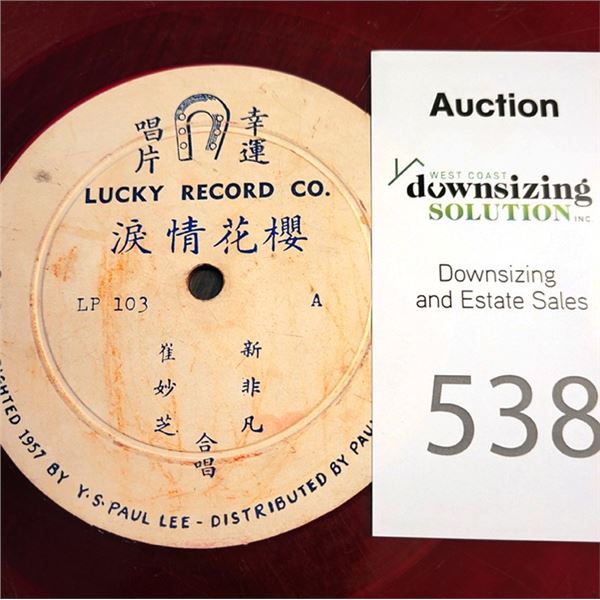 幸運
唱片
LUCKY RECORD CO.
淚情花櫻
LP 103
A
新非凡
崔妙芝
合唱
1957 BY Y.S. PAUL LEE - DISTRIBUTED BY
Auction
WEST COAST
downsizing
SOLUTION INC.
Downsizing
and Estate Sales
538